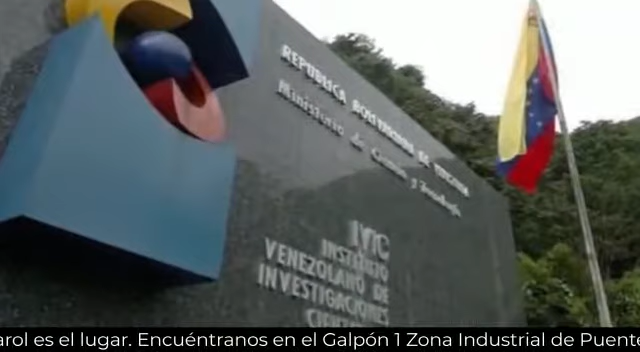 REPUBLICA BOLIVARIANA DE VENEZUELA
Ministerio de Ciencia y Tecnología
IVIC
INSTITUTO
VENEZOLANO DE
INVESTIGACIONES
arol es el lugar. Encuéntranos en el Galpón 1 Zona Industrial de Puente